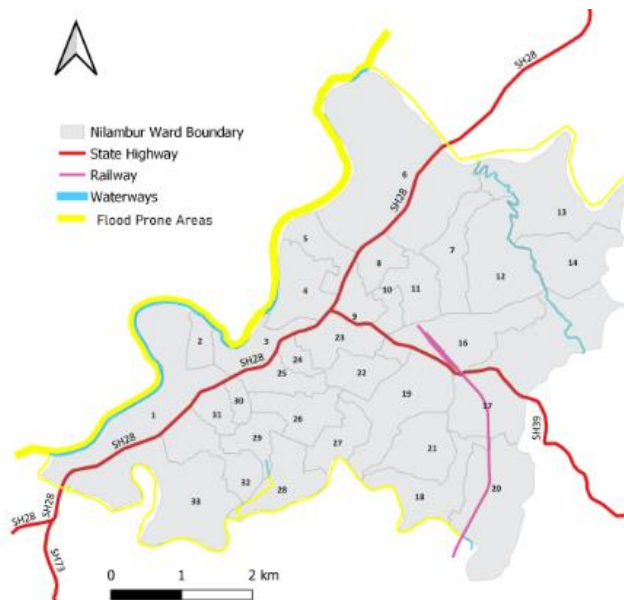 SH28
Nilambur Ward Boundary
State Highway
Railway
Waterways
Flood Prone Areas
6
SH28
13
5
8
7
14
4
10
11
12
9
2
3
23
16
SH28
24
25
22
1
31
30
19
17
26
SH28
29
27
21
SH39
32
28
18
20
33
SH28
SH28
SH73
0 1 2 km